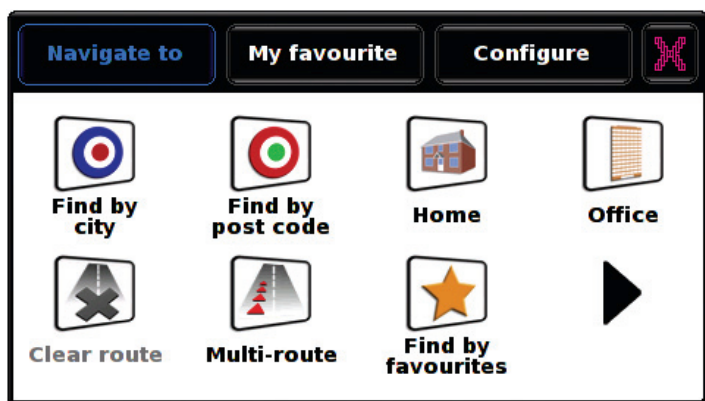 Navigate to
My favourite
Configure
Find by
city
Find by
post code
Home
Office
Clear route
Multi-route
Find by
favourites